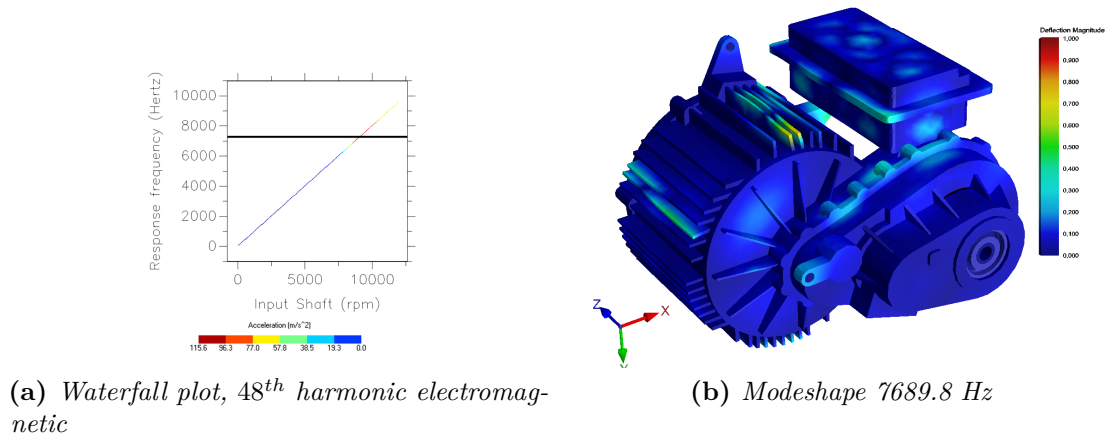 Response frequency (Hertz)
10000
8000
6000
4000
2000
0
0
5000
10000
Input Shaft (rpm)
Acceleration [m/s^2]
115.6 96.3 77.0 57.8 38.5 19.3 0.0
Deflection Magnitude
1,000
0,900
0,800
0,700
0,600
0,500
0,400
0,300
0,200
0,100
0,000
Z
X
Y
(a) Waterfall plot, 48th harmonic electromag-
netic
(b) Modeshape 7689.8 Hz